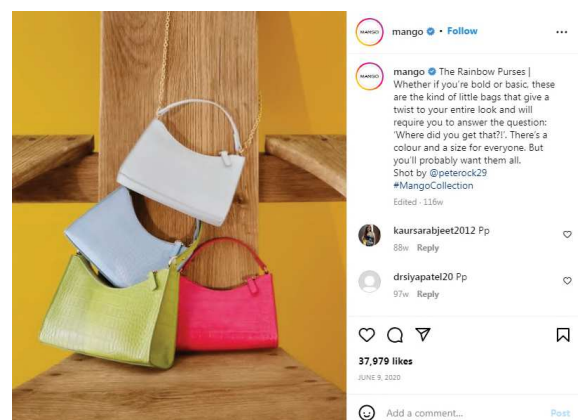 MANGO
mango • Follow
MANGO
mango The Rainbow Purses |
Whether if you're bold or basic, these
are the kind of little bags that give a
twist to your entire look and will
require you to answer the question:
'Where did you get that?!'. There's a
colour and a size for everyone. But
you'll probably want them all.
Shot by @peterock29
#MangoCollection
Edited · 116w
kaursarabjeet2012 Pp
88w Reply
drsiyapatel20 Pp
97w Reply
37,979 likes
JUNE 9, 2020
Add a comment...
Post